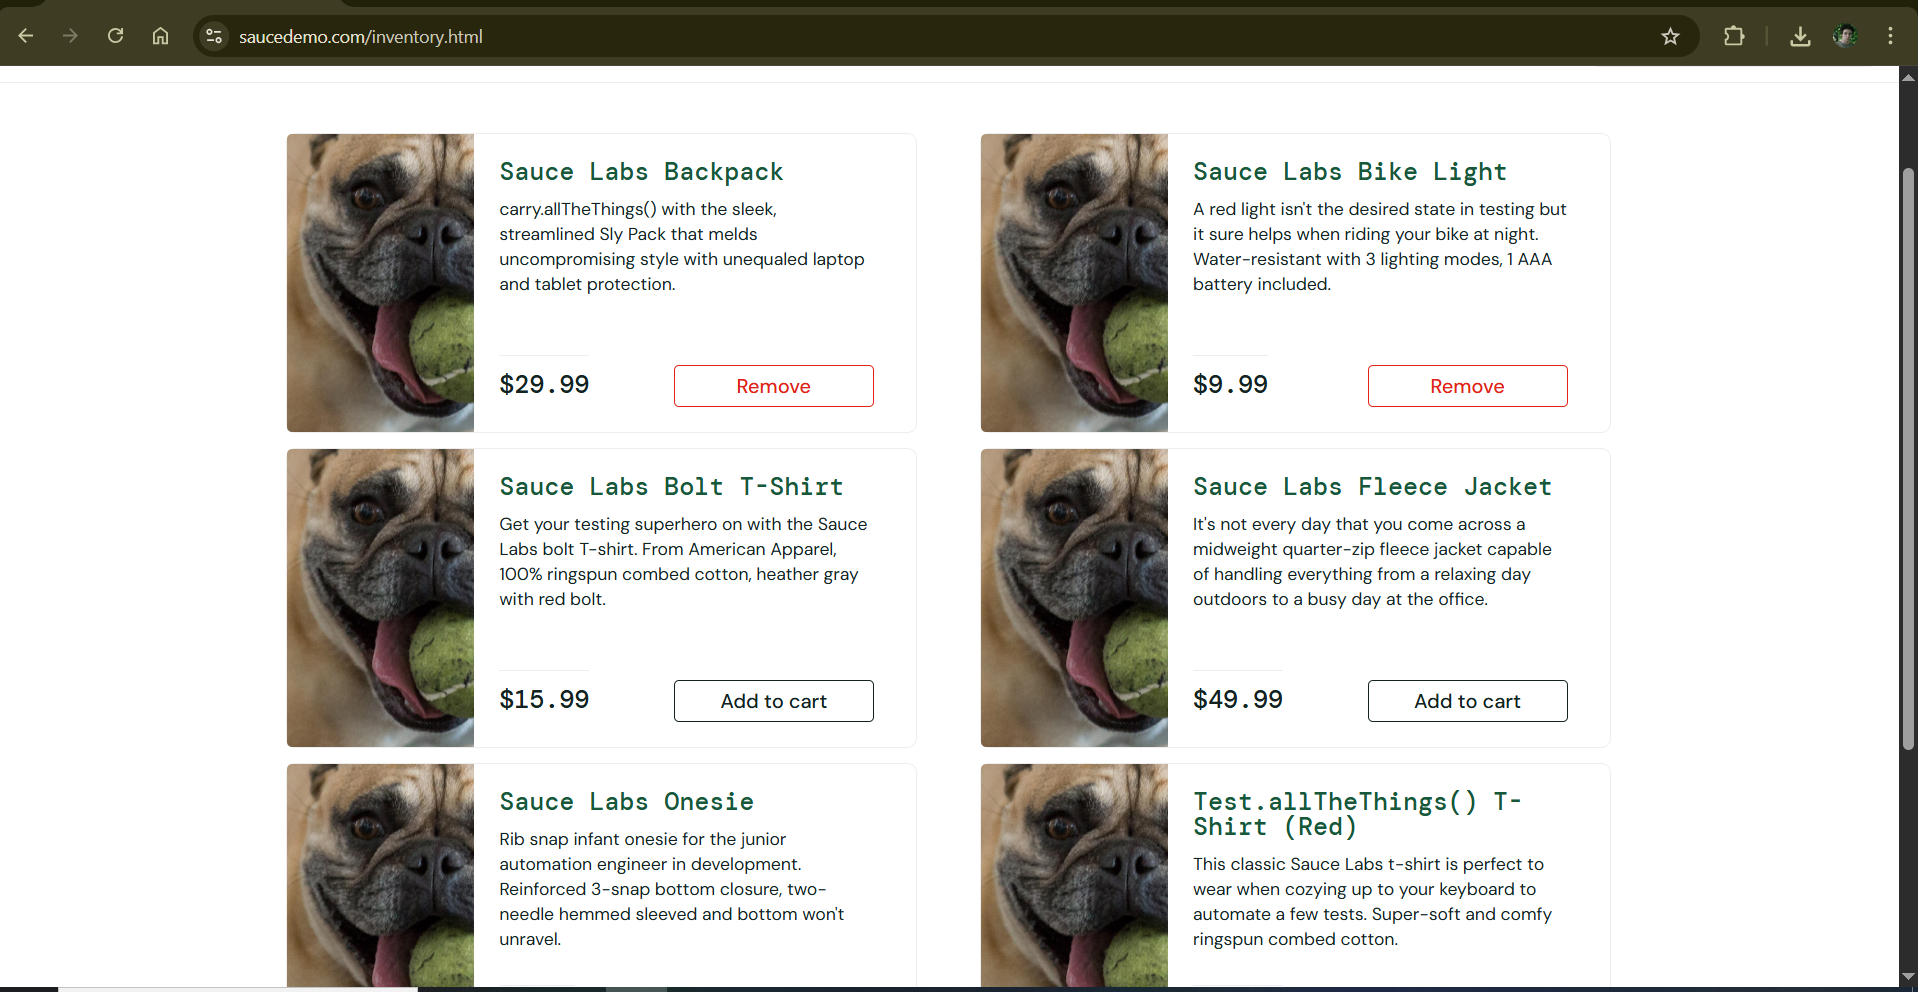 saucedemo.com/inventory.html
Sauce Labs Backpack
carry.allTheThings() with the sleek,
streamlined Sly Pack that melds
uncompromising style with unequaled laptop
and tablet protection.
$29.99
Remove
Sauce Labs Bike Light
A red light isn't the desired state in testing but
it sure helps when riding your bike at night.
Water-resistant with 3 lighting modes, 1 AAA
battery included.
$9.99
Remove
Sauce Labs Bolt T-Shirt
Get your testing superhero on with the Sauce
Labs bolt T-shirt. From American Apparel,
100% ringspun combed cotton, heather gray
with red bolt.
$15.99
Add to cart
Sauce Labs Fleece Jacket
It's not every day that you come across a
midweight quarter-zip fleece jacket capable
of handling everything from a relaxing day
outdoors to a busy day at the office.
$49.99
Add to cart
Sauce Labs Onesie
Rib snap infant onesie for the junior
automation engineer in development.
Reinforced 3-snap bottom closure, two-
needle hemmed sleeved and bottom won't
unravel.
Test.allTheThings() T-
Shirt (Red)
This classic Sauce Labs t-shirt is perfect to
wear when cozying up to your keyboard to
automate a few tests. Super-soft and comfy
ringspun combed cotton.